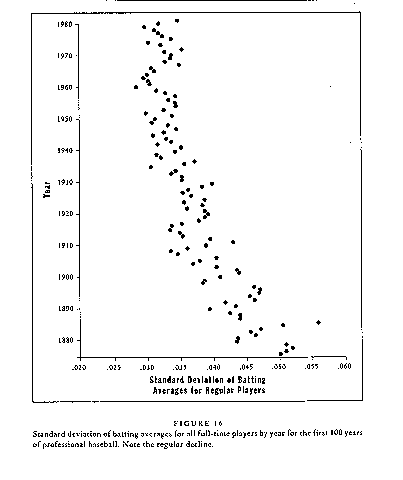 1980
1970
1960
1950
1940
1930
1920
1910
1900
1890
1880
Year
.020 .025 .030 .035 .040 .045 .050 .055 .060
Standard Deviation of Batting
Averages for Regular Players
FIGURE 16
Standard deviation of batting averages for all full-time players by year for the first 100 years
of professional baseball. Note the regular decline.